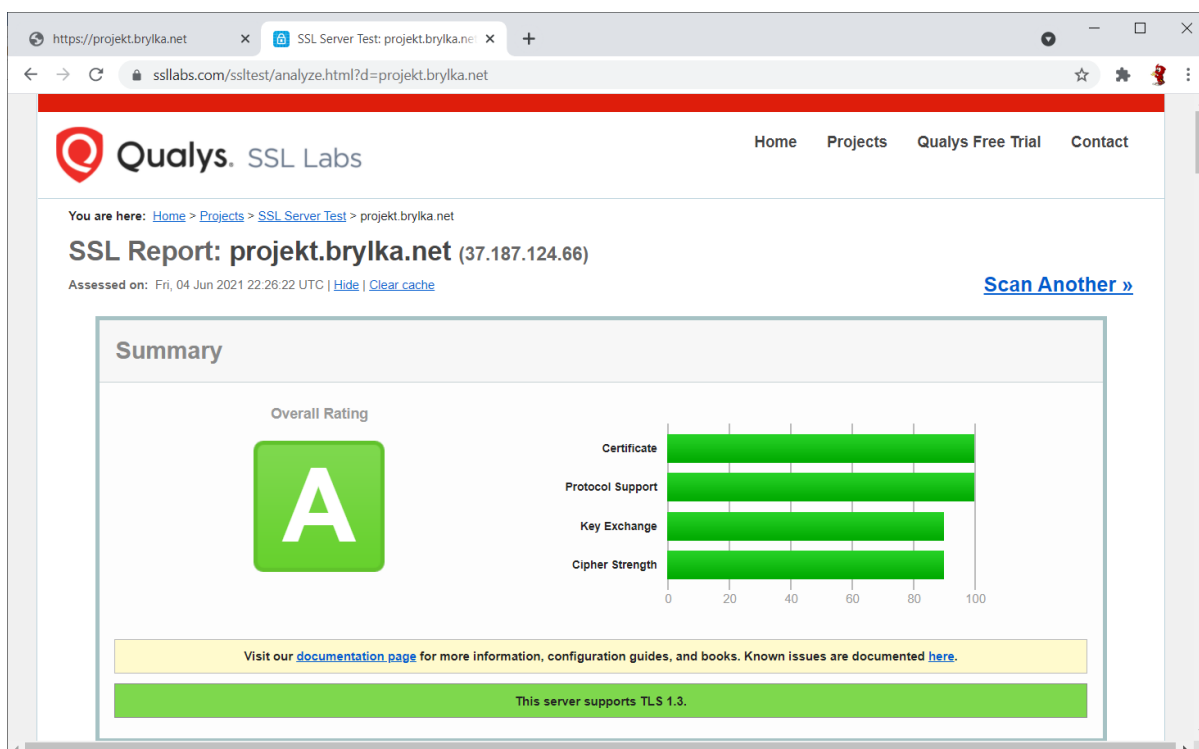 https://projekt.brylka.net
SSL Server Test: projekt.brylka.ne
ssllabs.com/ssltest/analyze.html?d=projekt.brylka.net
Qualys. SSL Labs
Home Projects Qualys Free Trial Contact
You are here: Home > Projects > SSL Server Test > projekt.brylka.net
SSL Report: projekt.brylka.net (37.187.124.66)
Assessed on: Fri, 04 Jun 2021 22:26:22 UTC | Hide | Clear cache
Scan Another »
Summary
Overall Rating
A
Certificate
Protocol Support
Key Exchange
Cipher Strength
0 20 40 60 80 100
Visit our documentation page for more information, configuration guides, and books. Known issues are documented here.
This server supports TLS 1.3.